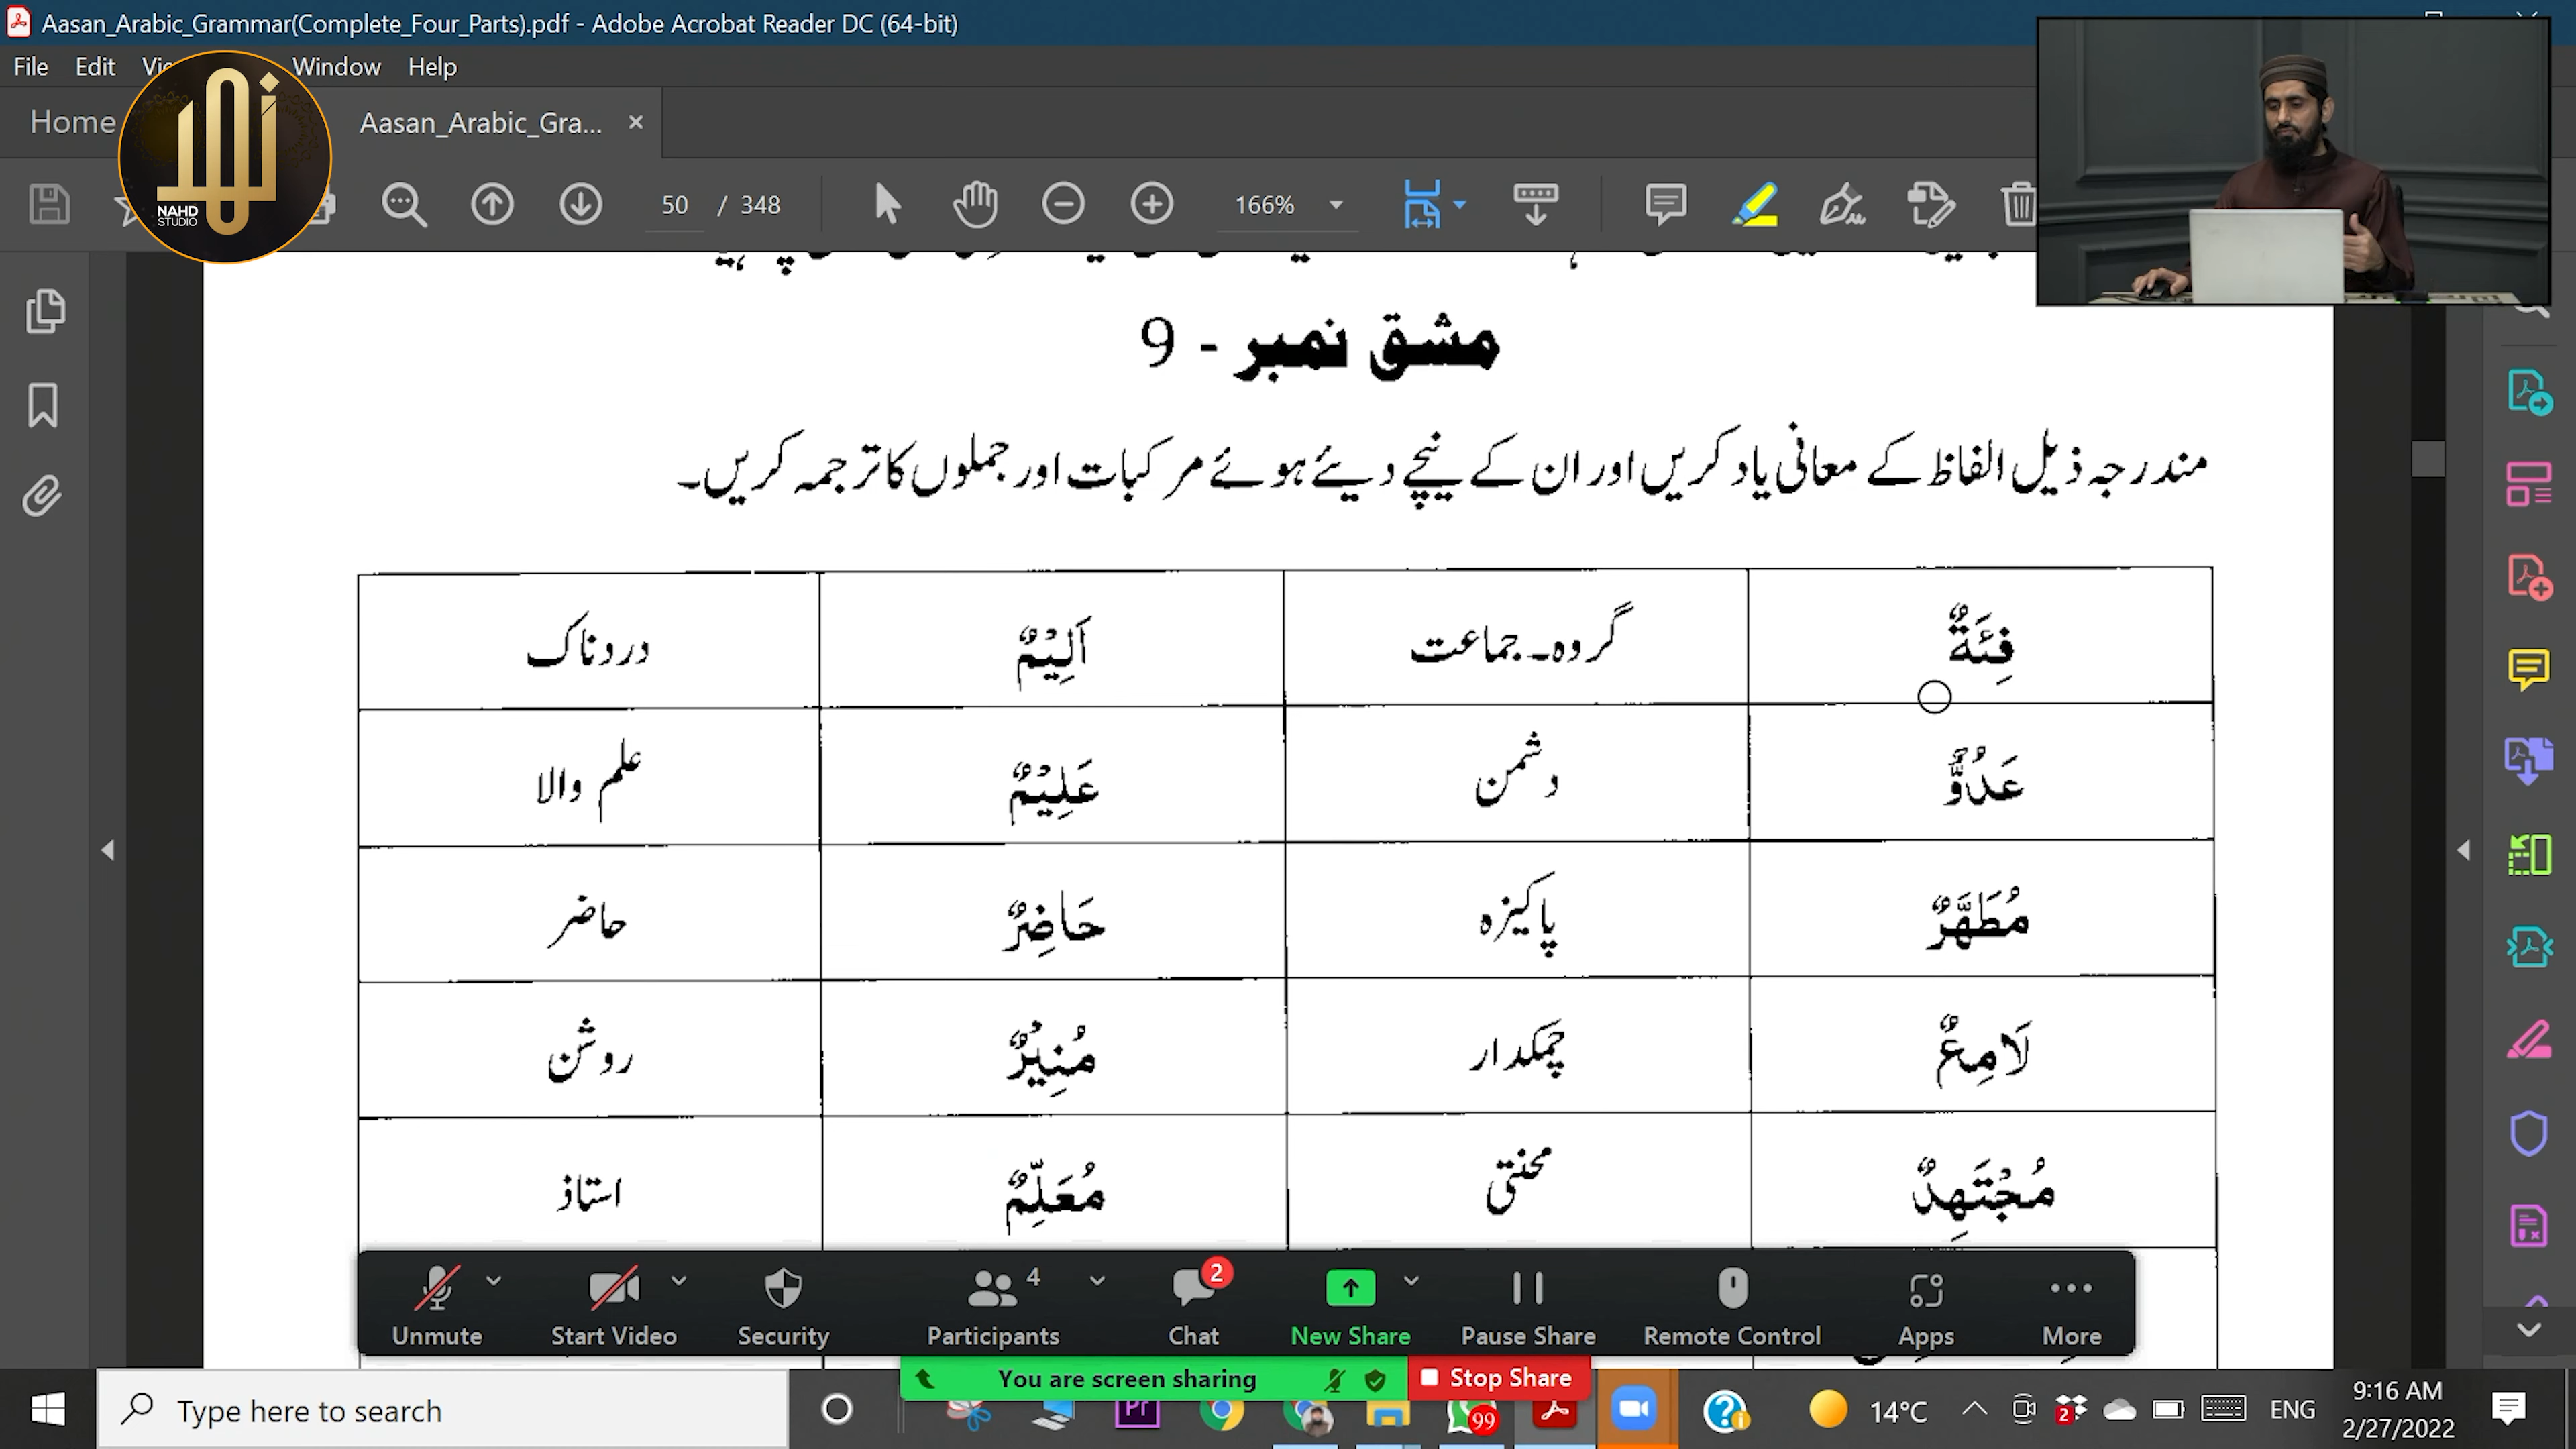 Aasan_Arabic_Grammar(Complete_Four_Parts).pdf - Adobe Acrobat Reader DC (64-bit)
File Edit Window Help
Home Aasan_Arabic_Gra... ×
NAHD
STUDIO
50 / 348 166%
مشق نمبر - 9
مندرجہ ذیل الفاظ کے معانی یاد کریں اور ان کے نیچے دیئے ہوئے مرکبات اور جملوں کا ترجمہ کریں۔
فِئَةٌ گروہ۔ جماعت اَلِيْمٌ دردناک
عَدُوٌّ دشمن عَلِيْمٌ علم والا
مُطَهَّرٌ پاکیزہ حَاضِرٌ حاضر
لَامِعٌ چمکدار مُنِيْرٌ روشن
مُجْتَهِدٌ محنتی مُعَلِّمٌ استاذ
4 2
Unmute Start Video Security Participants Chat New Share Pause Share Remote Control Apps More
You are screen sharing Stop Share
Type here to search Pr 99 14°C 2 ENG 9:16 AM
2/27/2022